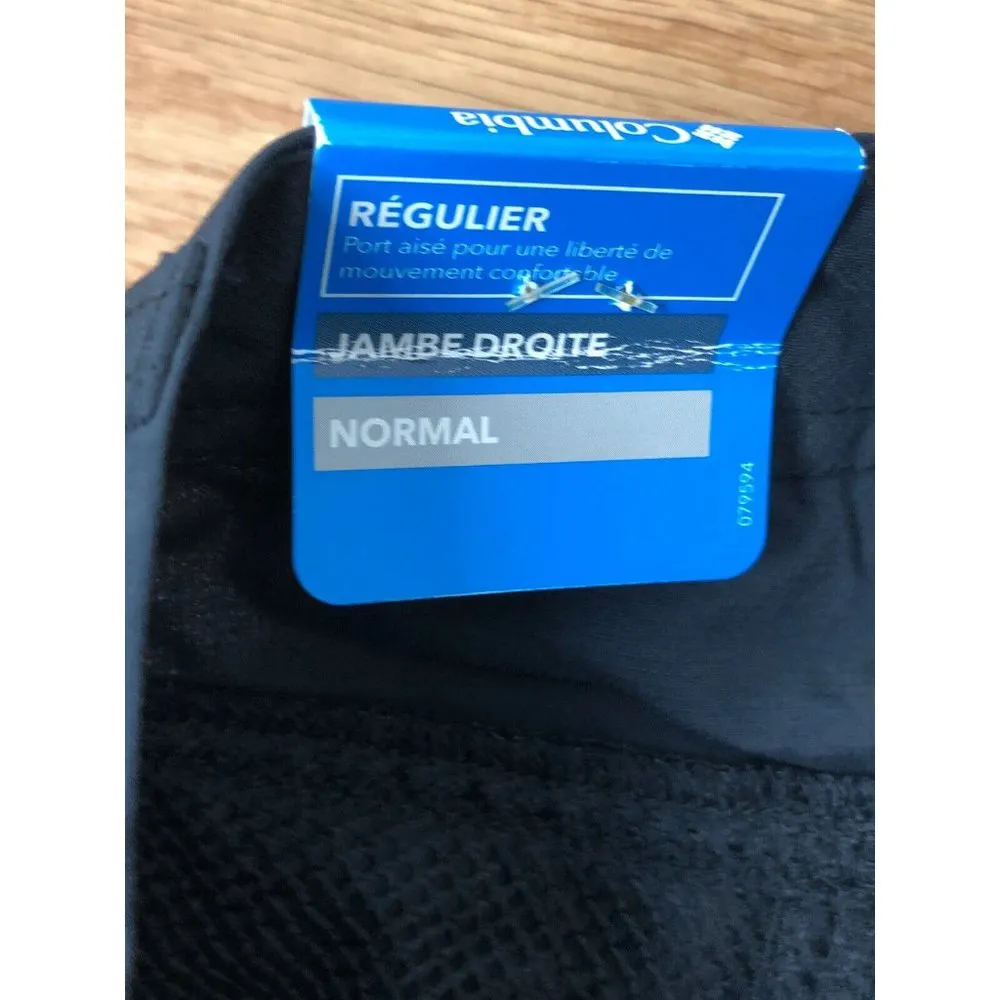 Columbia
RÉGULIER
Port aisé pour une liberté de
mouvement confortable
JAMBE DROITE
NORMAL
079594